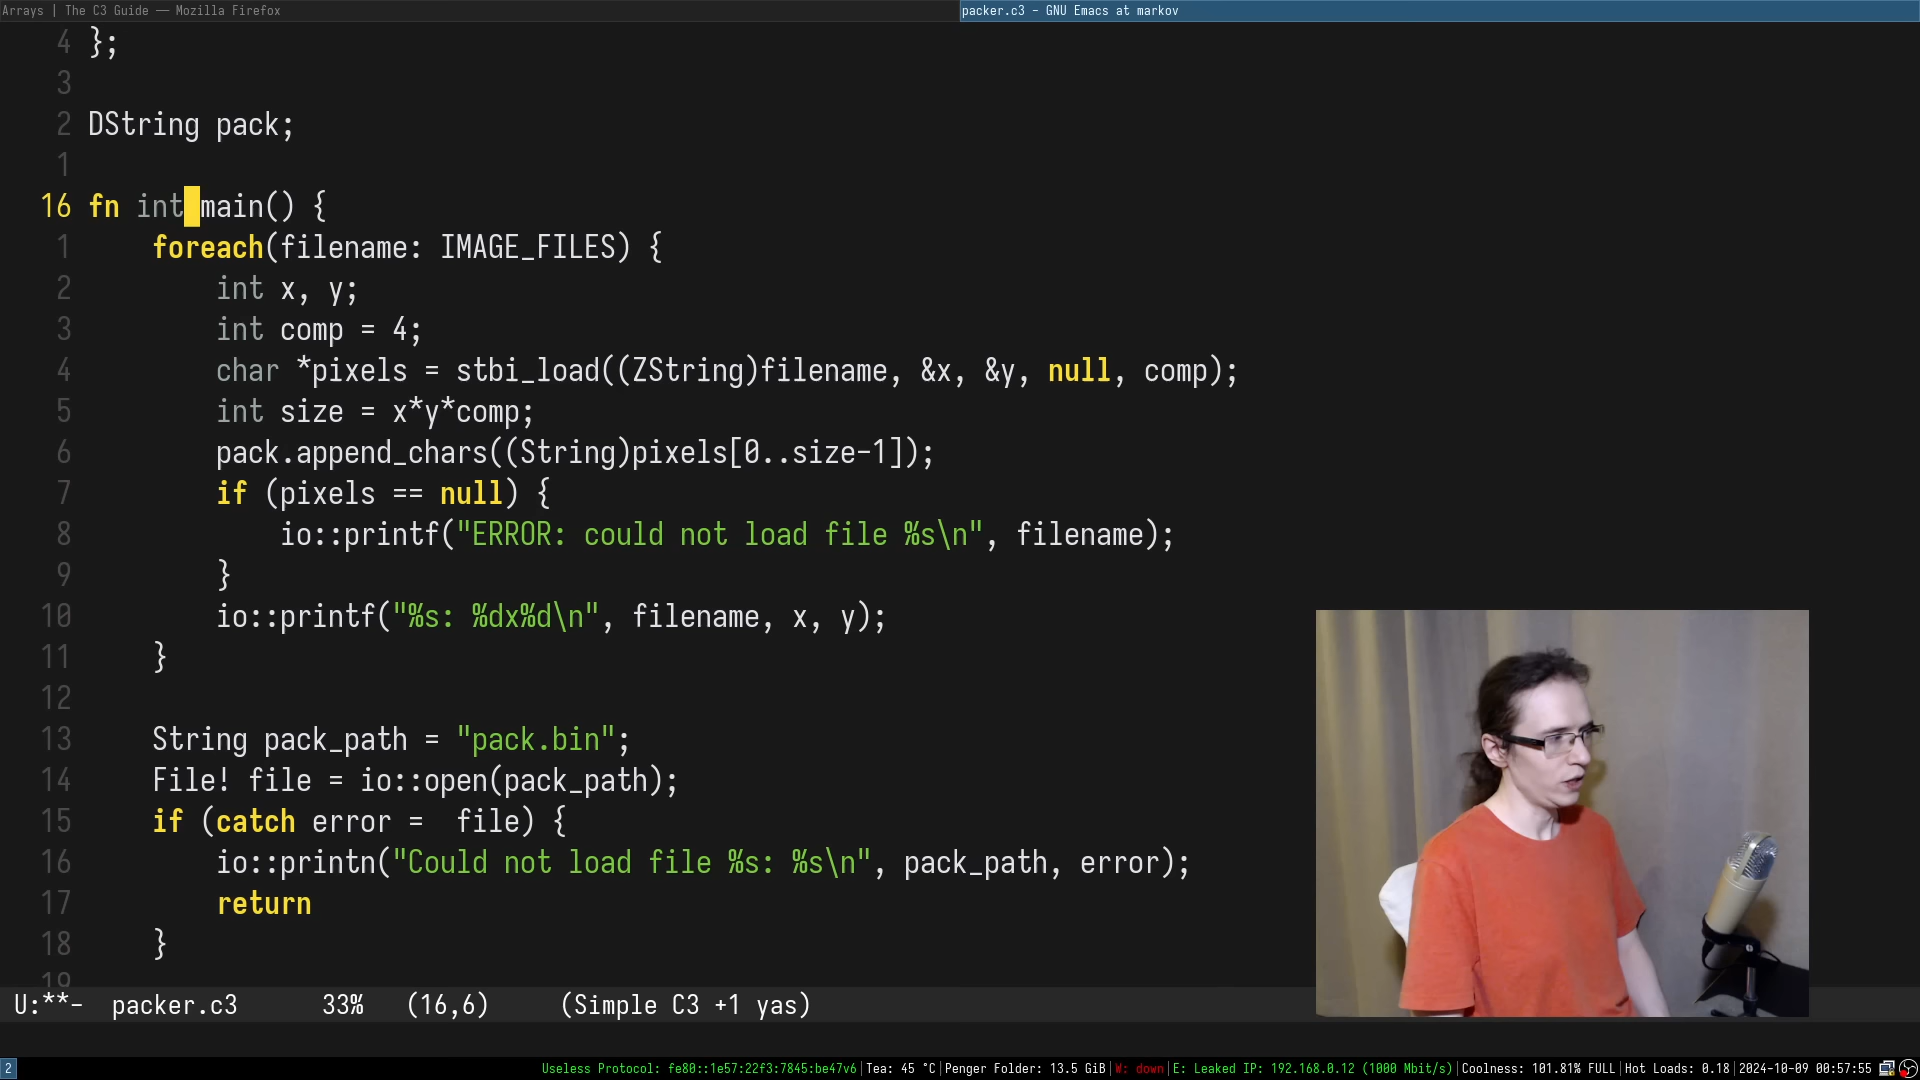 Arrays | The C3 Guide — Mozilla Firefox
packer.c3 - GNU Emacs at markov
4 };
3
2 DString pack;
1
16 fn int main() {
1 foreach(filename: IMAGE_FILES) {
2 int x, y;
3 int comp = 4;
4 char *pixels = stbi_load((ZString)filename, &x, &y, null, comp);
5 int size = x*y*comp;
6 pack.append_chars((String)pixels[0..size-1]);
7 if (pixels == null) {
8 io::printf("ERROR: could not load file %s\n", filename);
9 }
10 io::printf("%s: %dx%d\n", filename, x, y);
11 }
12
13 String pack_path = "pack.bin";
14 File! file = io::open(pack_path);
15 if (catch error =  file) {
16 io::printn("Could not load file %s: %s\n", pack_path, error);
17 return
18 }
19
U:**-  packer.c3      33%   (16,6)     (Simple C3 +1 yas)
2
Useless Protocol: fe80::1e57:22f3:7845:be47v6|Tea: 45 °C|Penger Folder: 13.5 GiB|W: down|E: Leaked IP: 192.168.0.12 (1000 Mbit/s)|Coolness: 101.81% FULL|Hot Loads: 0.18|2024-10-09 00:57:55